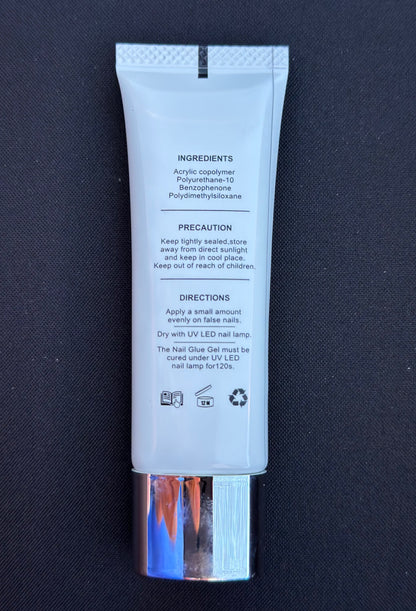 INGREDIENTS
Acrylic copolymer
Polyurethane-10
Benzophenone
Polydimethylsiloxane
PRECAUTION
Keep tightly sealed,store
away from direct sunlight
and keep in cool place.
Keep out of reach of children.
DIRECTIONS
Apply a small amount
evenly on false nails.
Dry with UV LED nail lamp.
The Nail Glue Gel must be
cured under UV LED
nail lamp for120s.
12 M